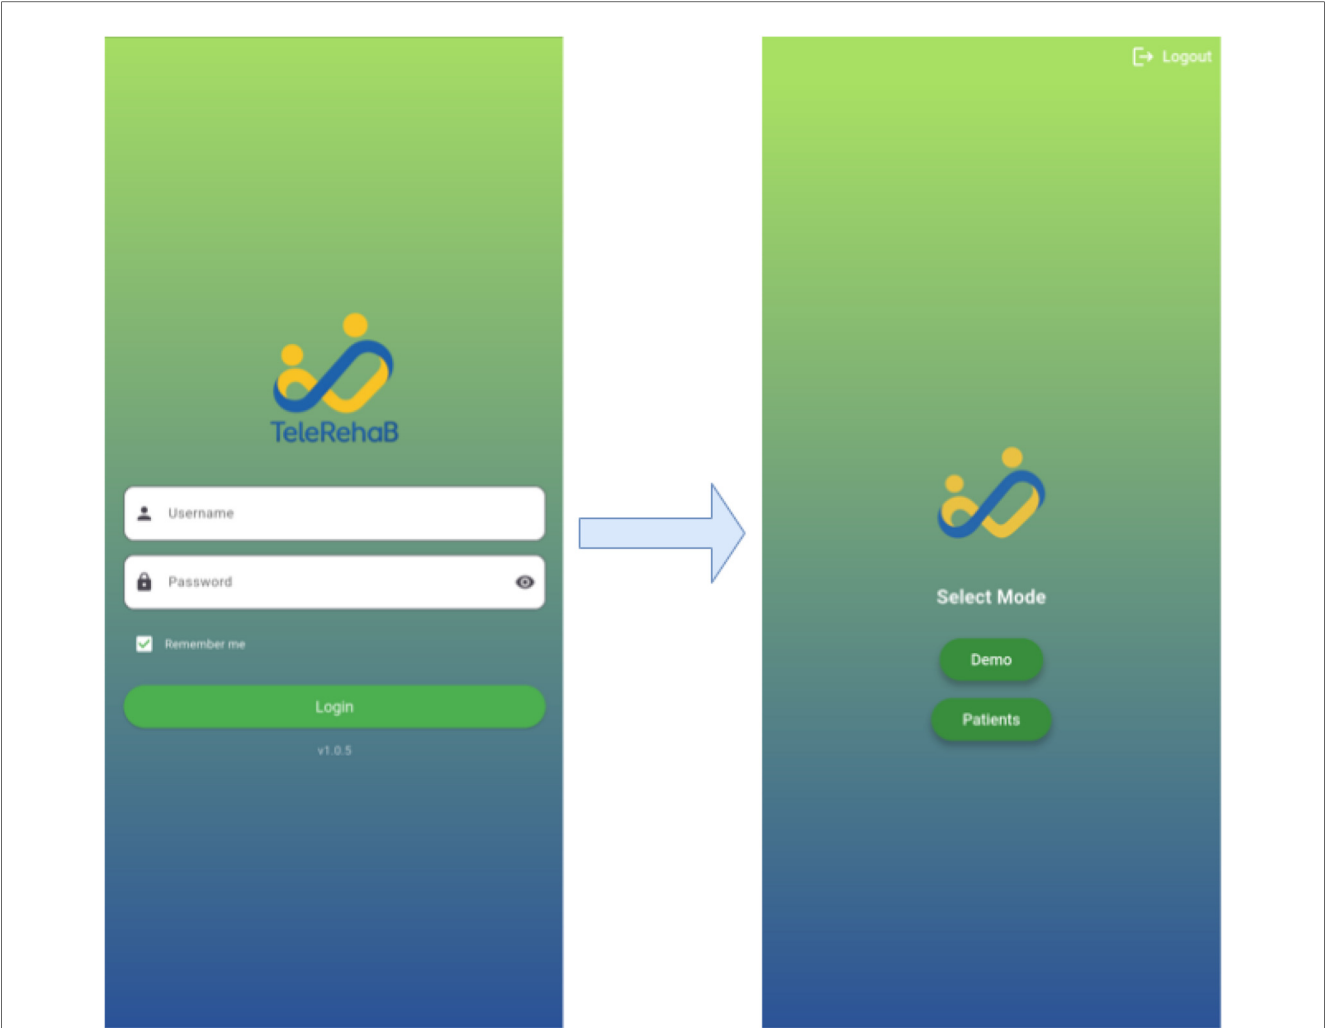 TeleRehaB
Username
Password
Remember me
Login
v1.0.5
Logout
Select Mode
Demo
Patients